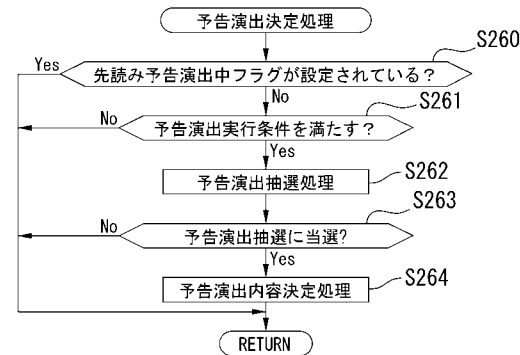 予告演出決定処理
S260
Yes
先読み予告演出中フラグが設定されている?
No
S261
No
予告演出実行条件を満たす?
Yes
S262
予告演出抽選処理
S263
No
予告演出抽選に当選?
Yes
S264
予告演出内容決定処理
RETURN